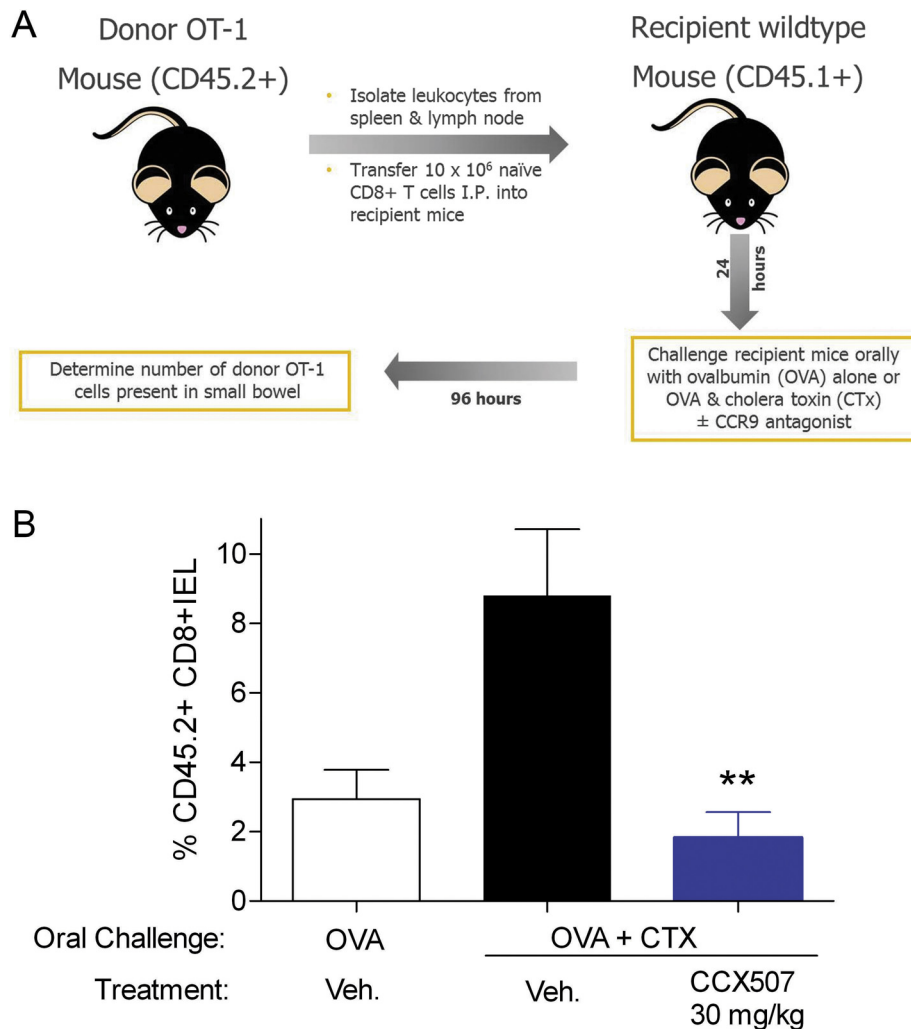 A
Donor OT-1
Mouse (CD45.2+)
• Isolate leukocytes from
spleen & lymph node
• Transfer 10 x 10⁶ naïve
CD8+ T cells I.P. into
recipient mice
Recipient wildtype
Mouse (CD45.1+)
24
hours
Challenge recipient mice orally
with ovalbumin (OVA) alone or
OVA & cholera toxin (CTx)
± CCR9 antagonist
96 hours
Determine number of donor OT-1
cells present in small bowel
B
% CD45.2+ CD8+IEL
10
8
6
4
2
0
**
Oral Challenge: OVA OVA + CTX
Treatment: Veh. Veh. CCX507
30 mg/kg